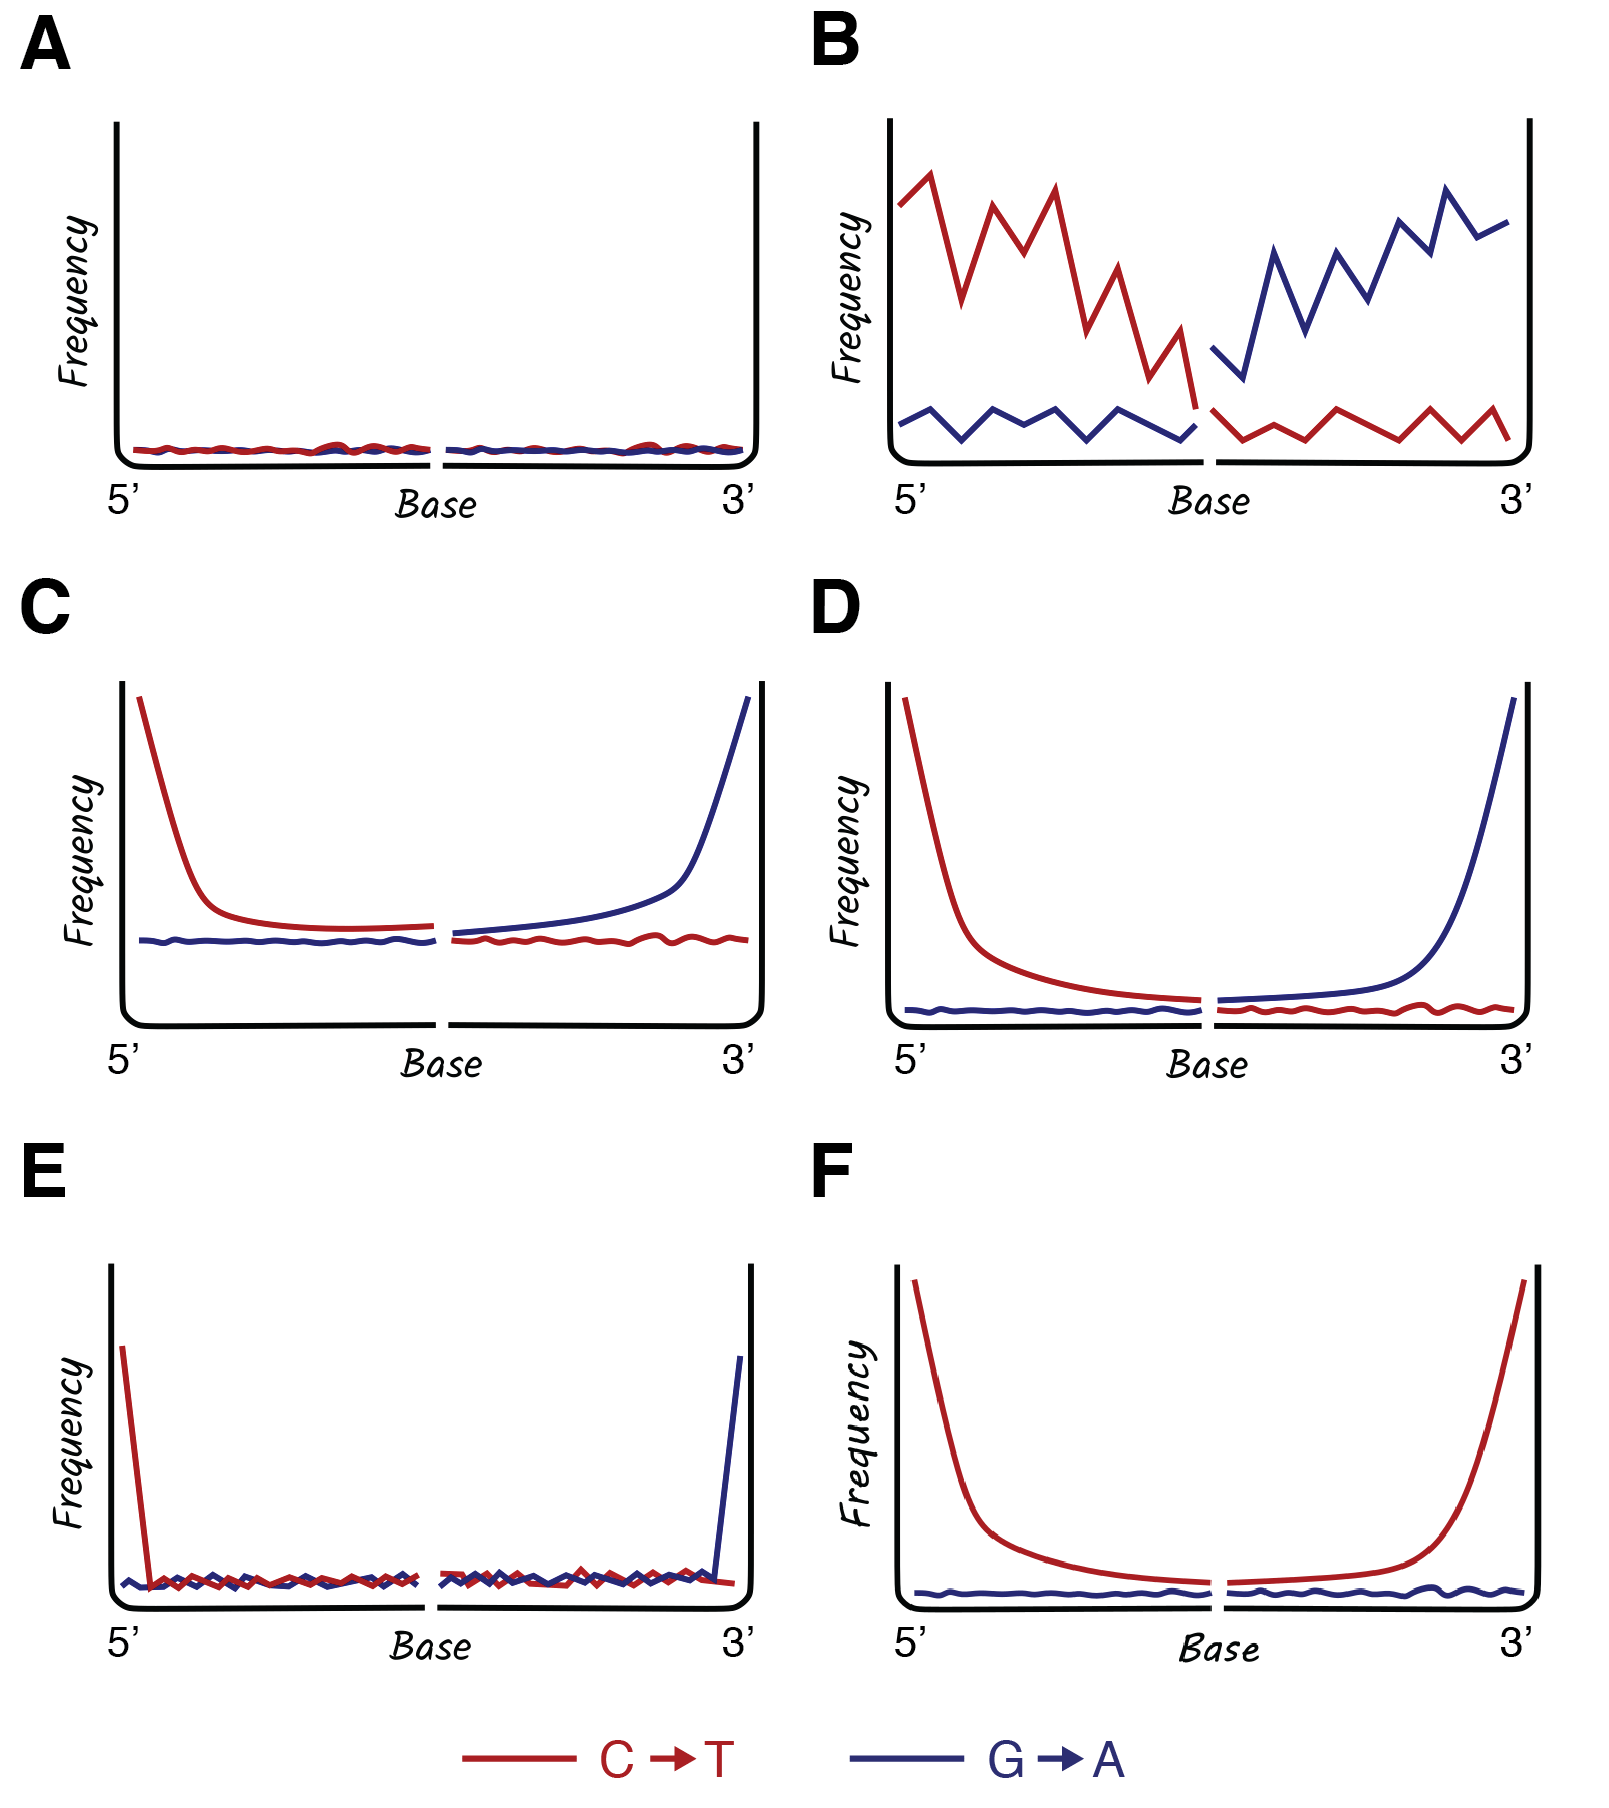 A
B
Frequency
Frequency
5’ Base 3’
5’ Base 3’
C
D
Frequency
Frequency
5’ Base 3’
5’ Base 3’
E
F
Frequency
Frequency
5’ Base 3’
5’ Base 3’
C → T
G → A